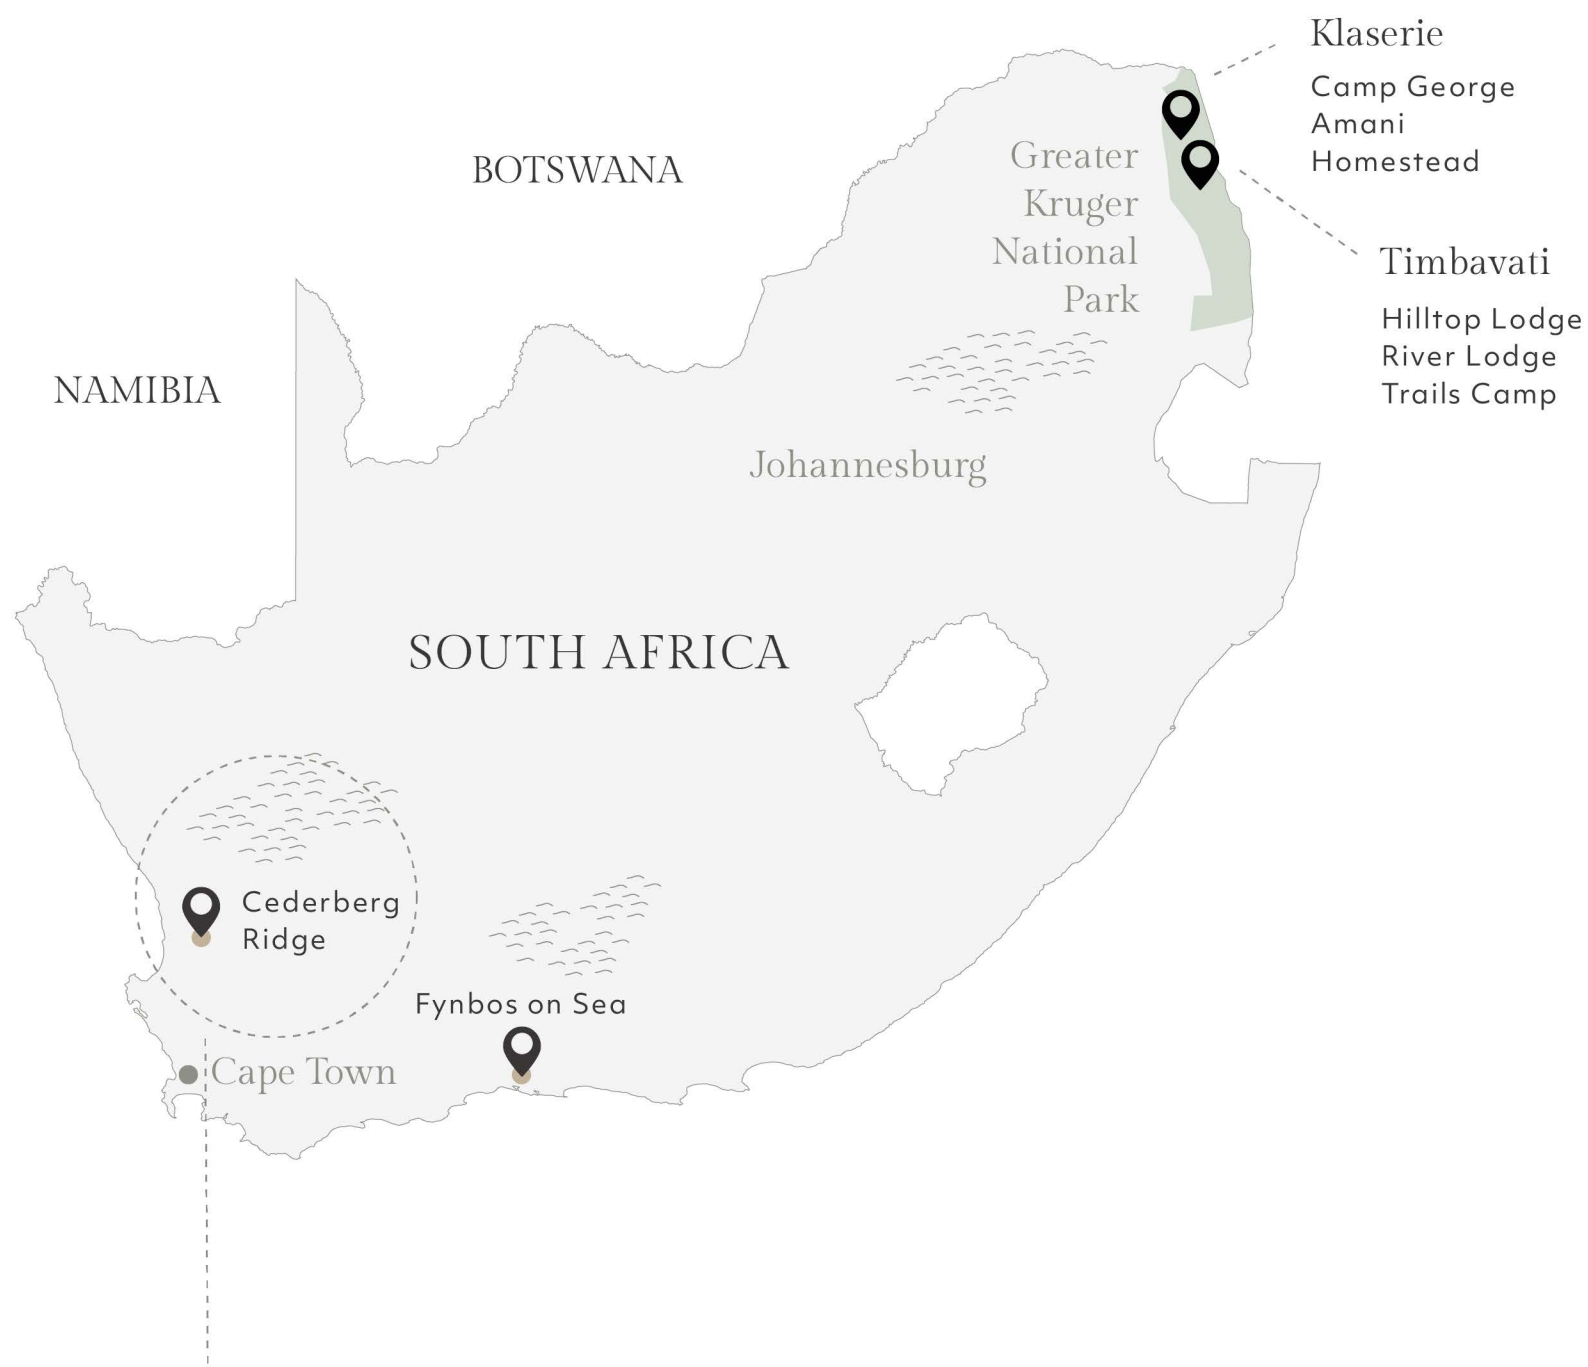 Klaserie
Camp George
Amani
Homestead
BOTSWANA
Greater
Kruger
National
Park
Timbavati
Hilltop Lodge
River Lodge
Trails Camp
NAMIBIA
Johannesburg
SOUTH AFRICA
Cederberg
Ridge
Fynbos on Sea
Cape Town